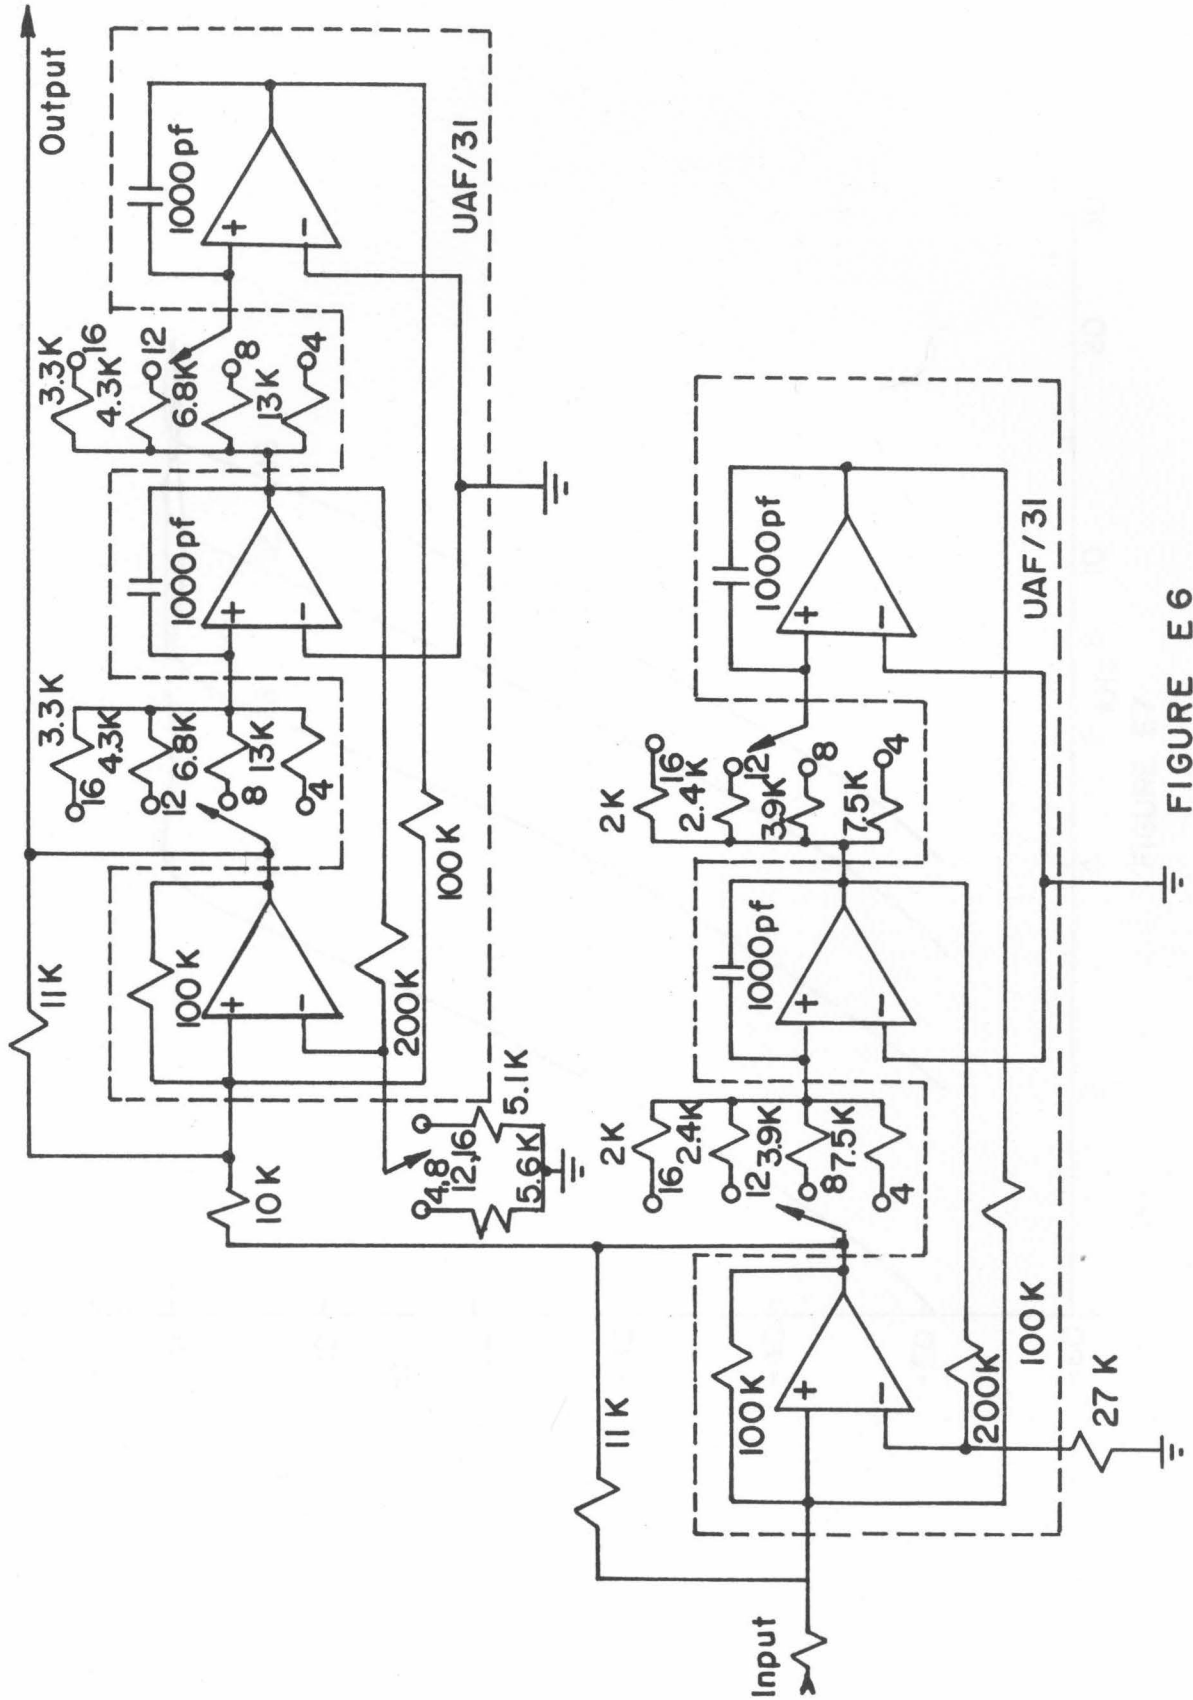 Output
11K
3.3K
16
4.3K
12
6.8K
8
13K
4
3.3K
16
4.3K
12
6.8K
8
13K
4
100K
1000pf
1000pf
+
−
+
−
+
−
UAF/31
10K
200K
100K
4,8
12,16
5.1K
5.6K
11K
2K
16
2.4K
12
3.9K
8
7.5K
4
2K
16
2.4K
12
3.9K
8
7.5K
4
100K
1000pf
1000pf
+
−
+
−
+
−
UAF/31
Input
200K
100K
27K
FIGURE E6